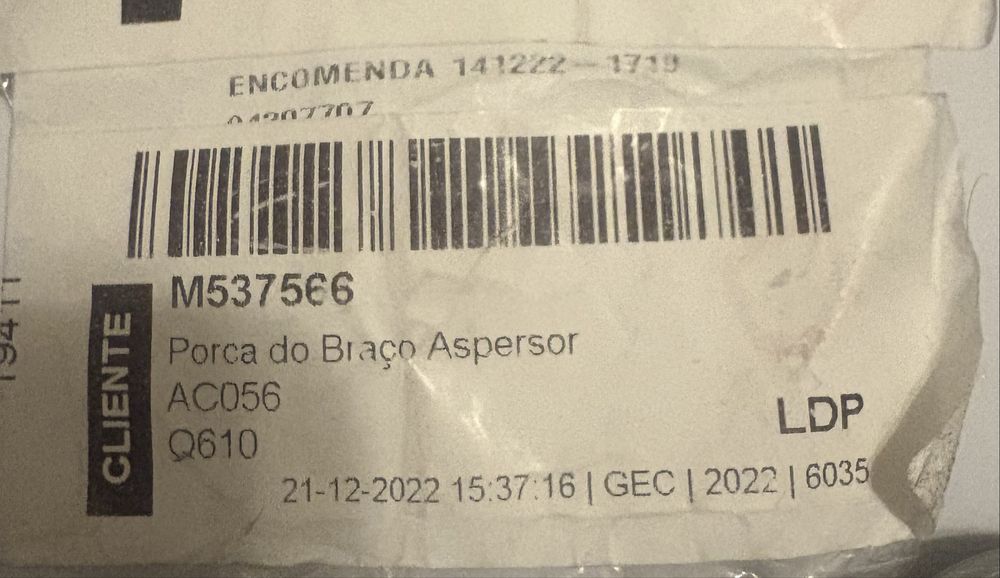 ENCOMENDA 141222-1719
M537566
Porca do Braço Aspersor
AC056
Q610
LDP
21-12-2022 15:37:16 | GEC | 2022 | 6035
CLIENTE